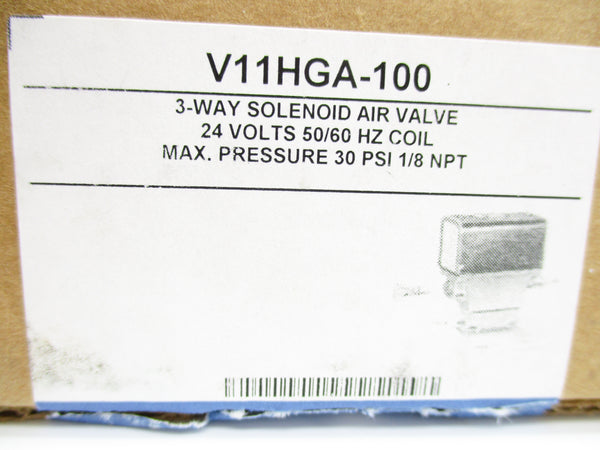 V11HGA-100
3-WAY SOLENOID AIR VALVE
24 VOLTS 50/60 HZ COIL
MAX. PRESSURE 30 PSI 1/8 NPT